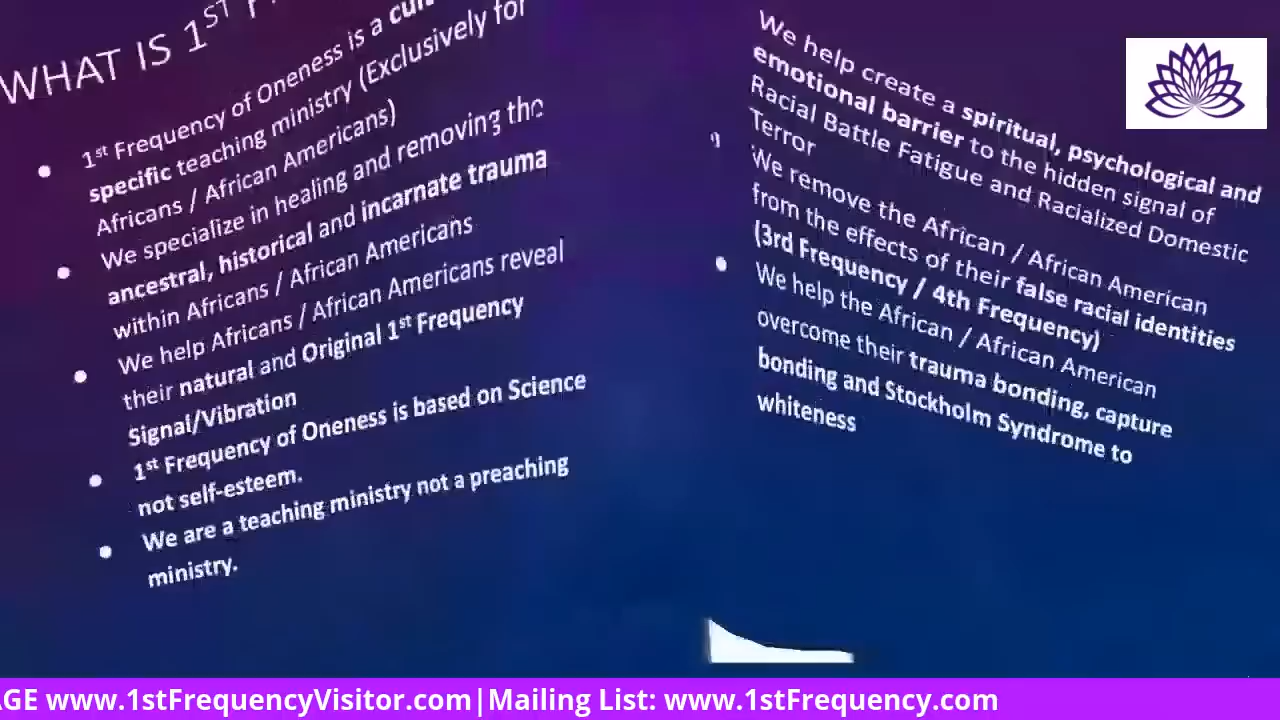 WHAT IS 1ST
1st Frequency of Oneness is a
specific teaching ministry (Exclusively for
Africans / African Americans)
We specialize in healing and removing the
ancestral, historical and incarnate trauma
within Africans / African Americans
We help Africans / African Americans reveal
their natural and Original 1st Frequency
Signal/Vibration
1st Frequency of Oneness is based on Science
not self-esteem.
We are a teaching ministry not a preaching
ministry.
We help create a spiritual, psychological and
emotional barrier to the hidden signal of
Racial Battle Fatigue and Racialized Domestic
Terror
We remove the African / African American
from the effects of their false racial identities
(3rd Frequency / 4th Frequency)
We help the African / African American
overcome their trauma bonding, capture
bonding and Stockholm Syndrome to
whiteness
AGE www.1stFrequencyVisitor.com|Mailing List: www.1stFrequency.com